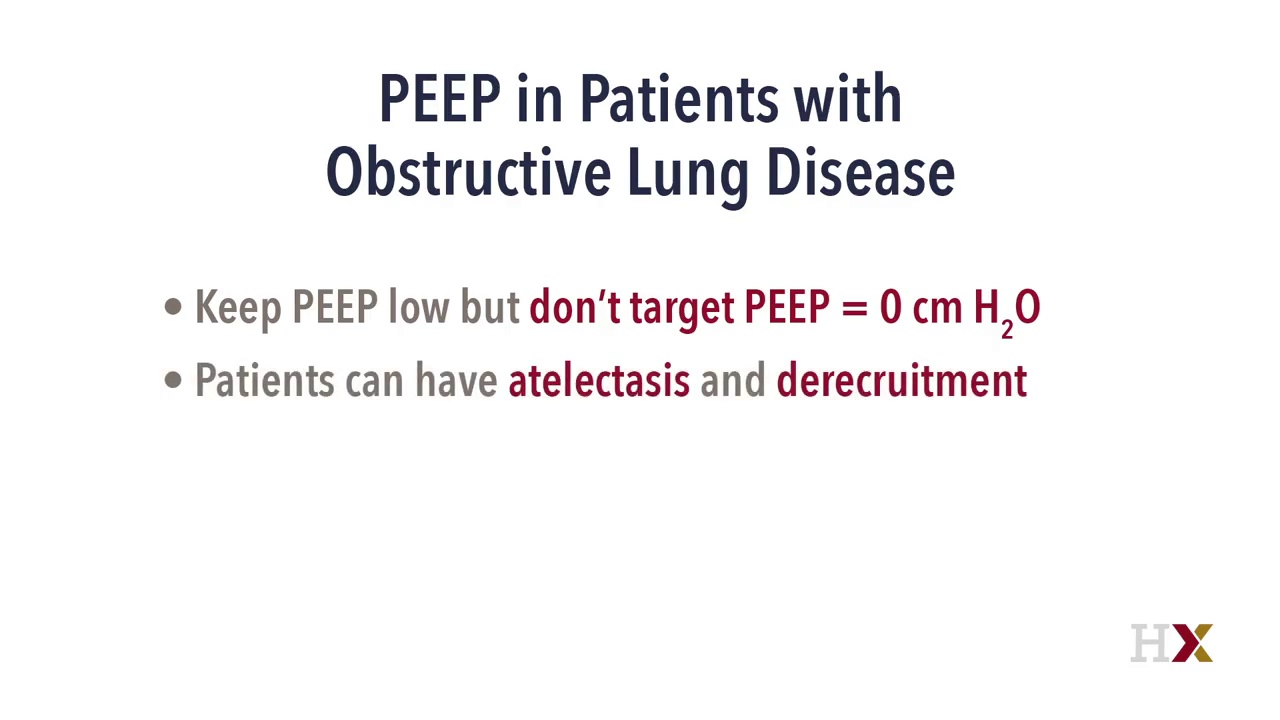 PEEP in Patients with
Obstructive Lung Disease
• Keep PEEP low but don’t target PEEP = 0 cm H₂O
• Patients can have atelectasis and derecruitment
HX